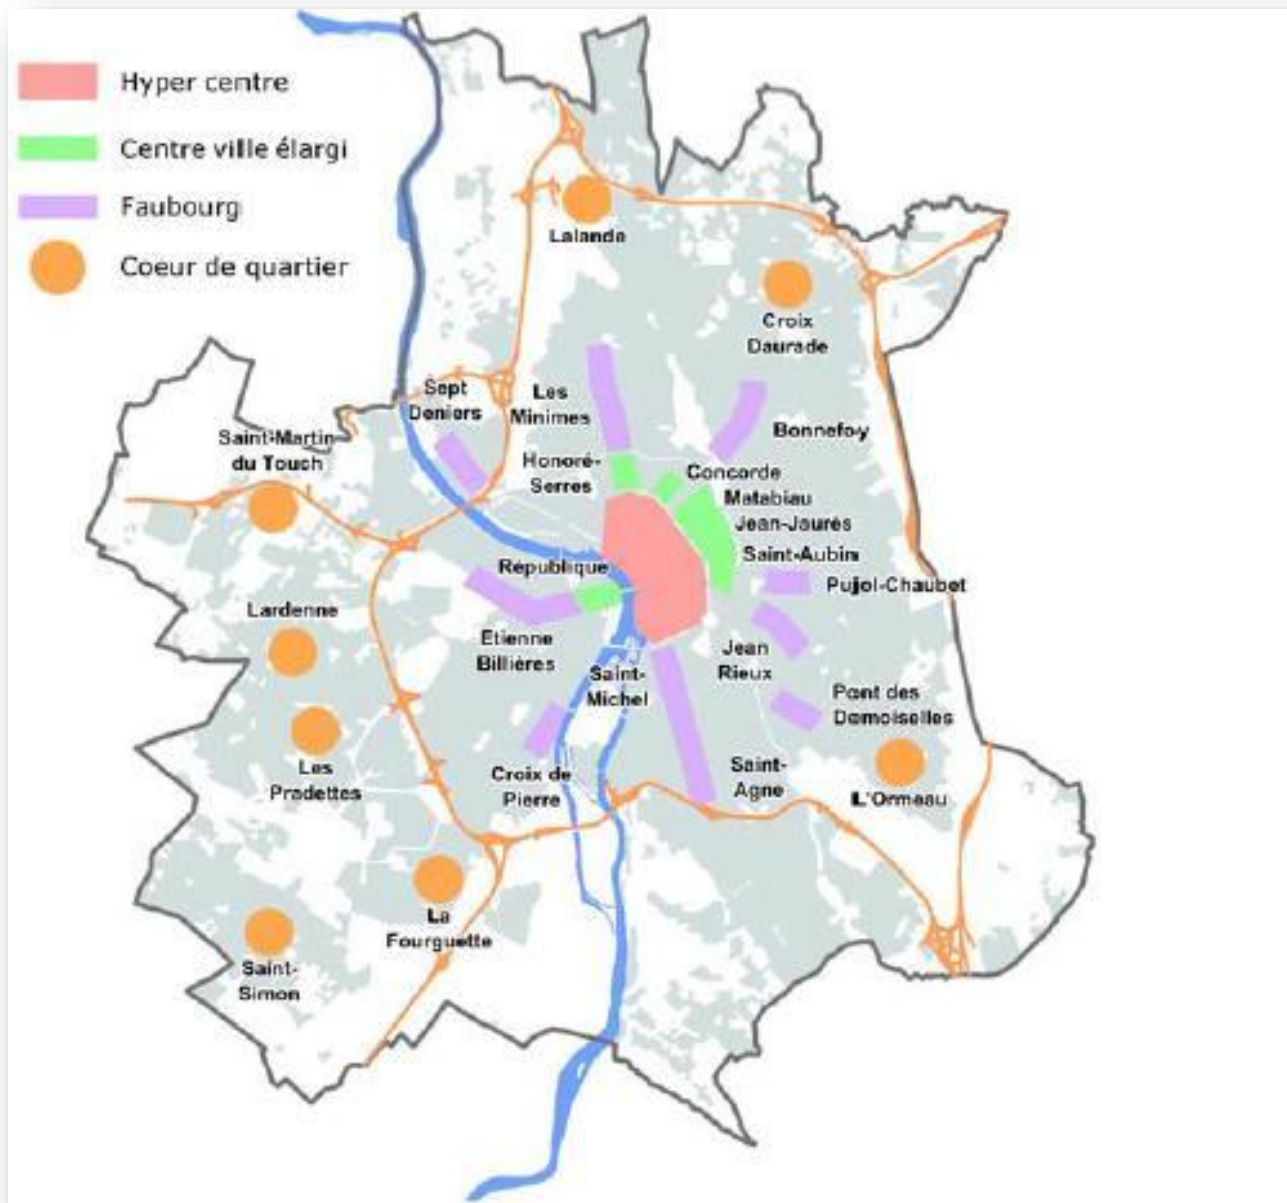 Hyper centre
Centre ville élargi
Faubourg
Coeur de quartier
Lalande
Croix
Daurade
Sept
Deniers
Les
Minimes
Bonnefoy
Saint-Martin
du Touch
Honoré-
Serres
Concorde
Matabiau
Jean-Jaurès
Saint-Aubin
République
Pujol-Chaubet
Lardenne
Etienne
Billières
Saint-
Michel
Jean
Rieux
Pont des
Demoiselles
Les
Pradettes
Croix de
Pierre
Saint-
Agne
L'Ormeau
La
Fourguette
Saint-
Simon